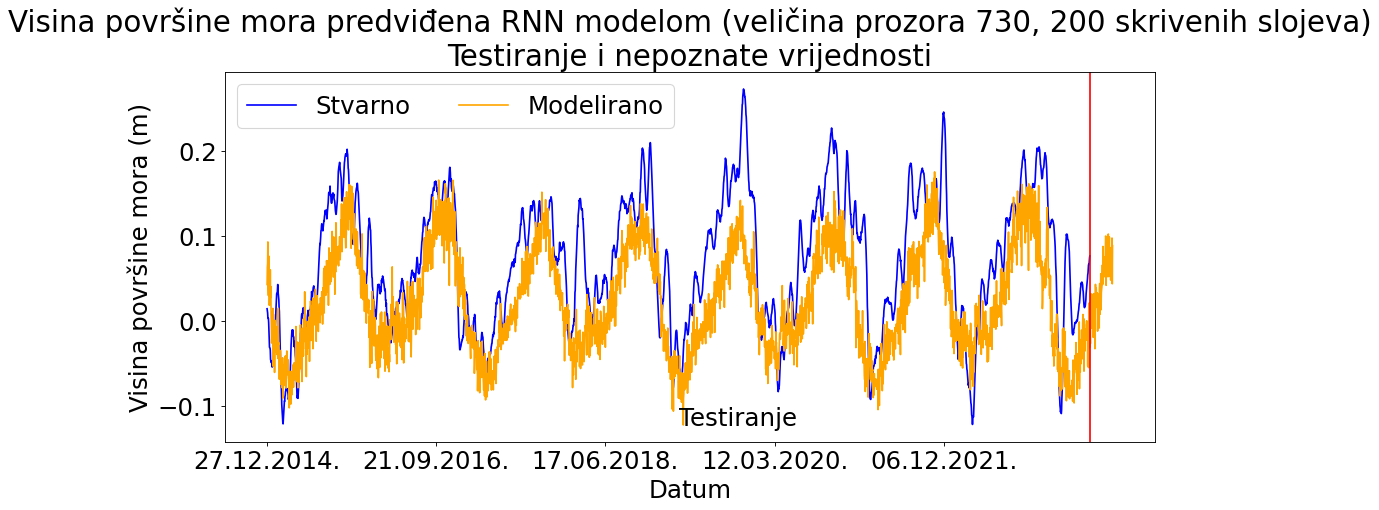 Visina površine mora predviđena RNN modelom (veličina prozora 730, 200 skrivenih slojeva)
Testiranje i nepoznate vrijednosti
Stvarno Modelirano
Visina površine mora (m)
0.2
0.1
0.0
−0.1
Testiranje
27.12.2014. 21.09.2016. 17.06.2018. 12.03.2020. 06.12.2021.
Datum